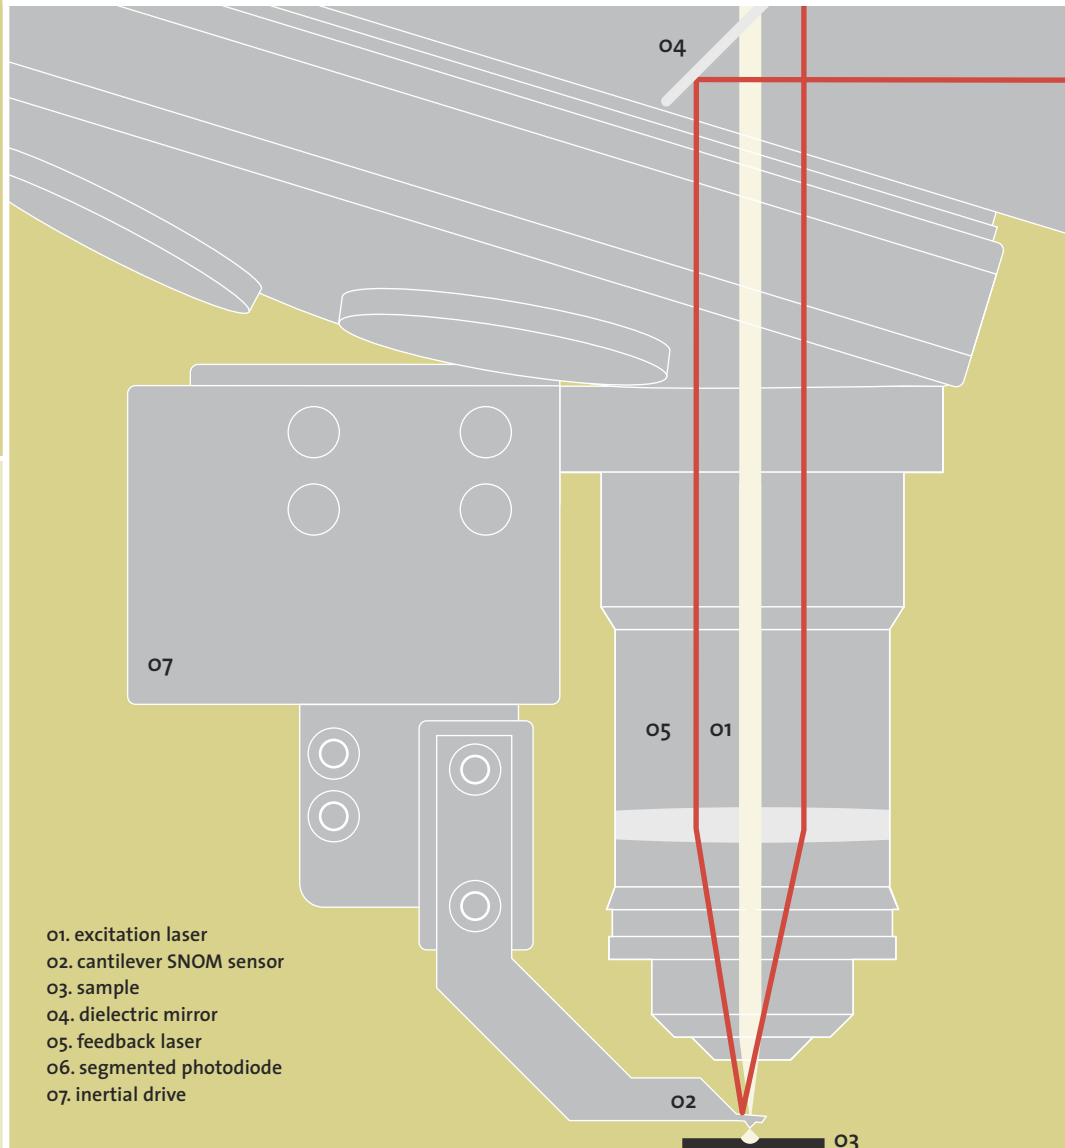 04
07
05
01
01. excitation laser
02. cantilever SNOM sensor
03. sample
04. dielectric mirror
05. feedback laser
06. segmented photodiode
07. inertial drive
02
03